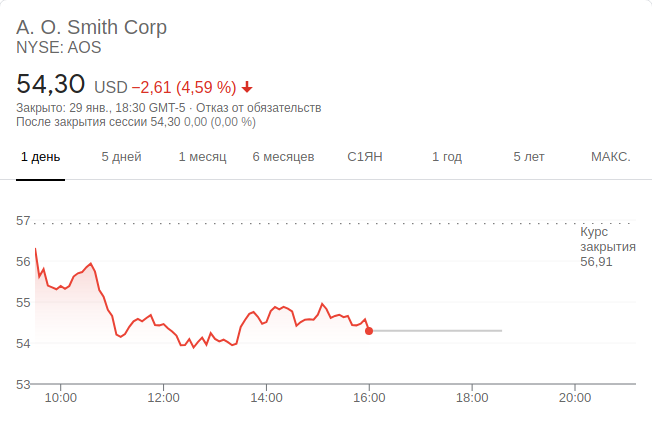 A. O. Smith Corp
NYSE: AOS
54,30 USD −2,61 (4,59 %)
Закрыто: 29 янв., 18:30 GMT-5 · Отказ от обязательств
После закрытия сессии 54,30 0,00 (0,00 %)
1 день 5 дней 1 месяц 6 месяцев С1ЯН 1 год 5 лет МАКС.
57
Курс
закрытия
56,91
56
55
54
53
10:00 12:00 14:00 16:00 18:00 20:00